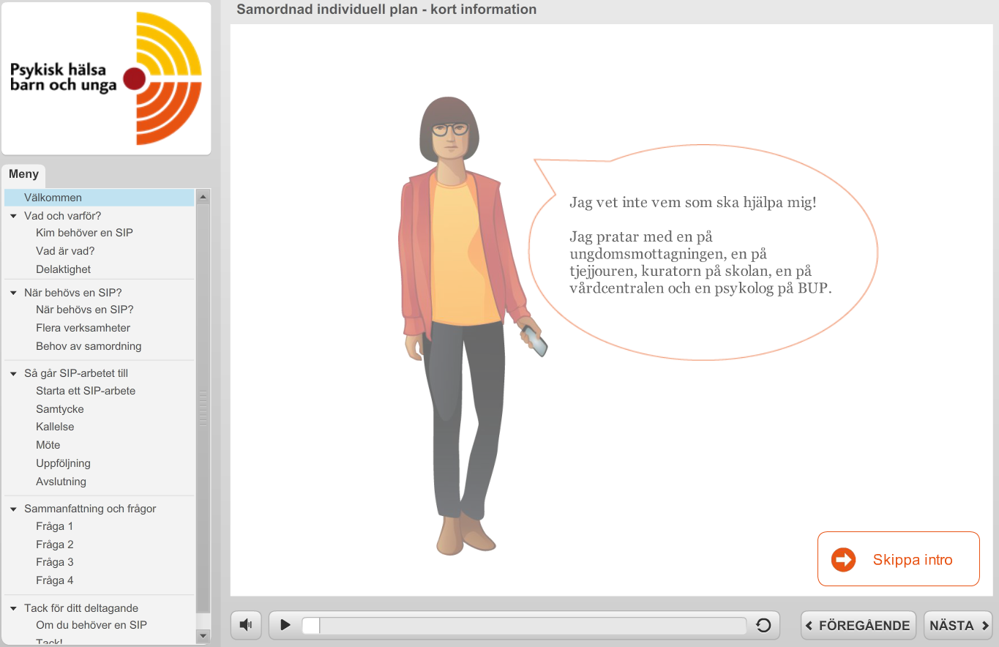 Samordnad individuell plan - kort information
Psykisk hälsa
barn och unga
Meny
Välkommen
Vad och varför?
Kim behöver en SIP
Vad är vad?
Delaktighet
När behövs en SIP?
När behövs en SIP?
Flera verksamheter
Behov av samordning
Så går SIP-arbetet till
Starta ett SIP-arbete
Samtycke
Kallelse
Möte
Uppföljning
Avslutning
Sammanfattning och frågor
Fråga 1
Fråga 2
Fråga 3
Fråga 4
Tack för ditt deltagande
Om du behöver en SIP
Tack!
Jag vet inte vem som ska hjälpa mig!
Jag pratar med en på
ungdomsmottagningen, en på
tjejjouren, kuratorn på skolan, en på
vårdcentralen och en psykolog på BUP.
Skippa intro
FÖREGÅENDE
NÄSTA